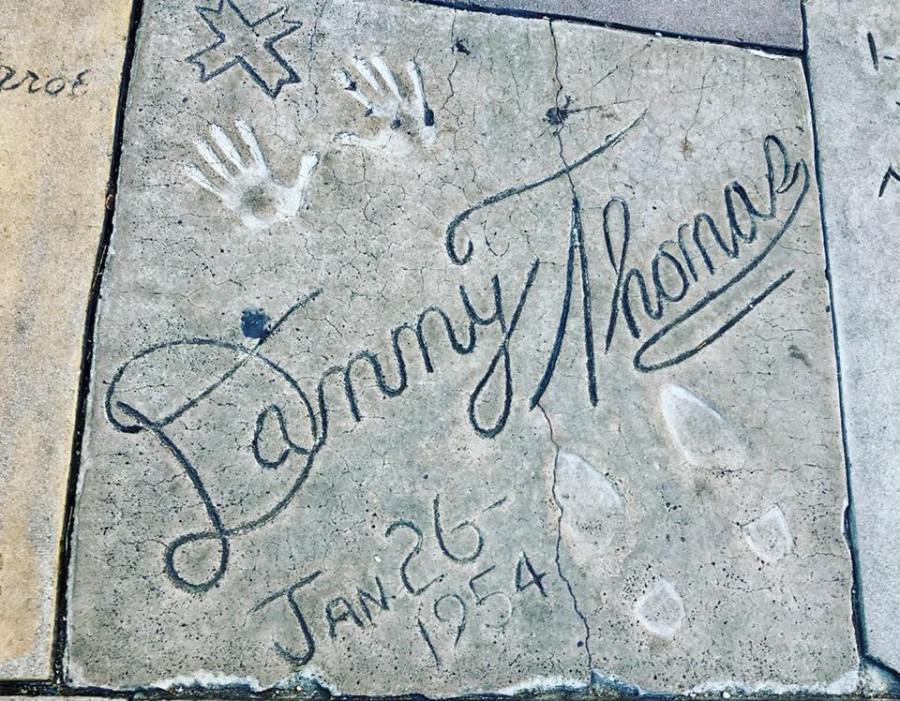 Danny Thomas
JAN. 26-
1954